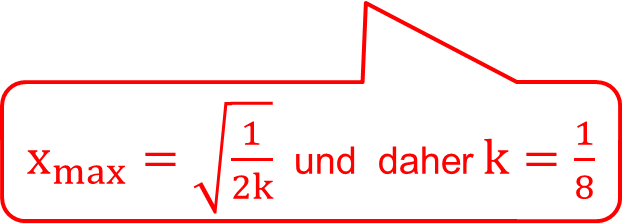 x_max = √(1/2k) und daher k = 1/8